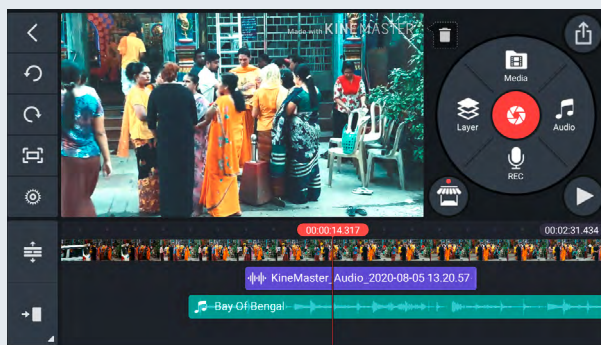 Made with KINEMASTER
Media
Layer
Audio
REC
00:00:14.317
00:02:31.434
KineMaster_Audio_2020-08-05 13.20.57
Bay Of Bengal